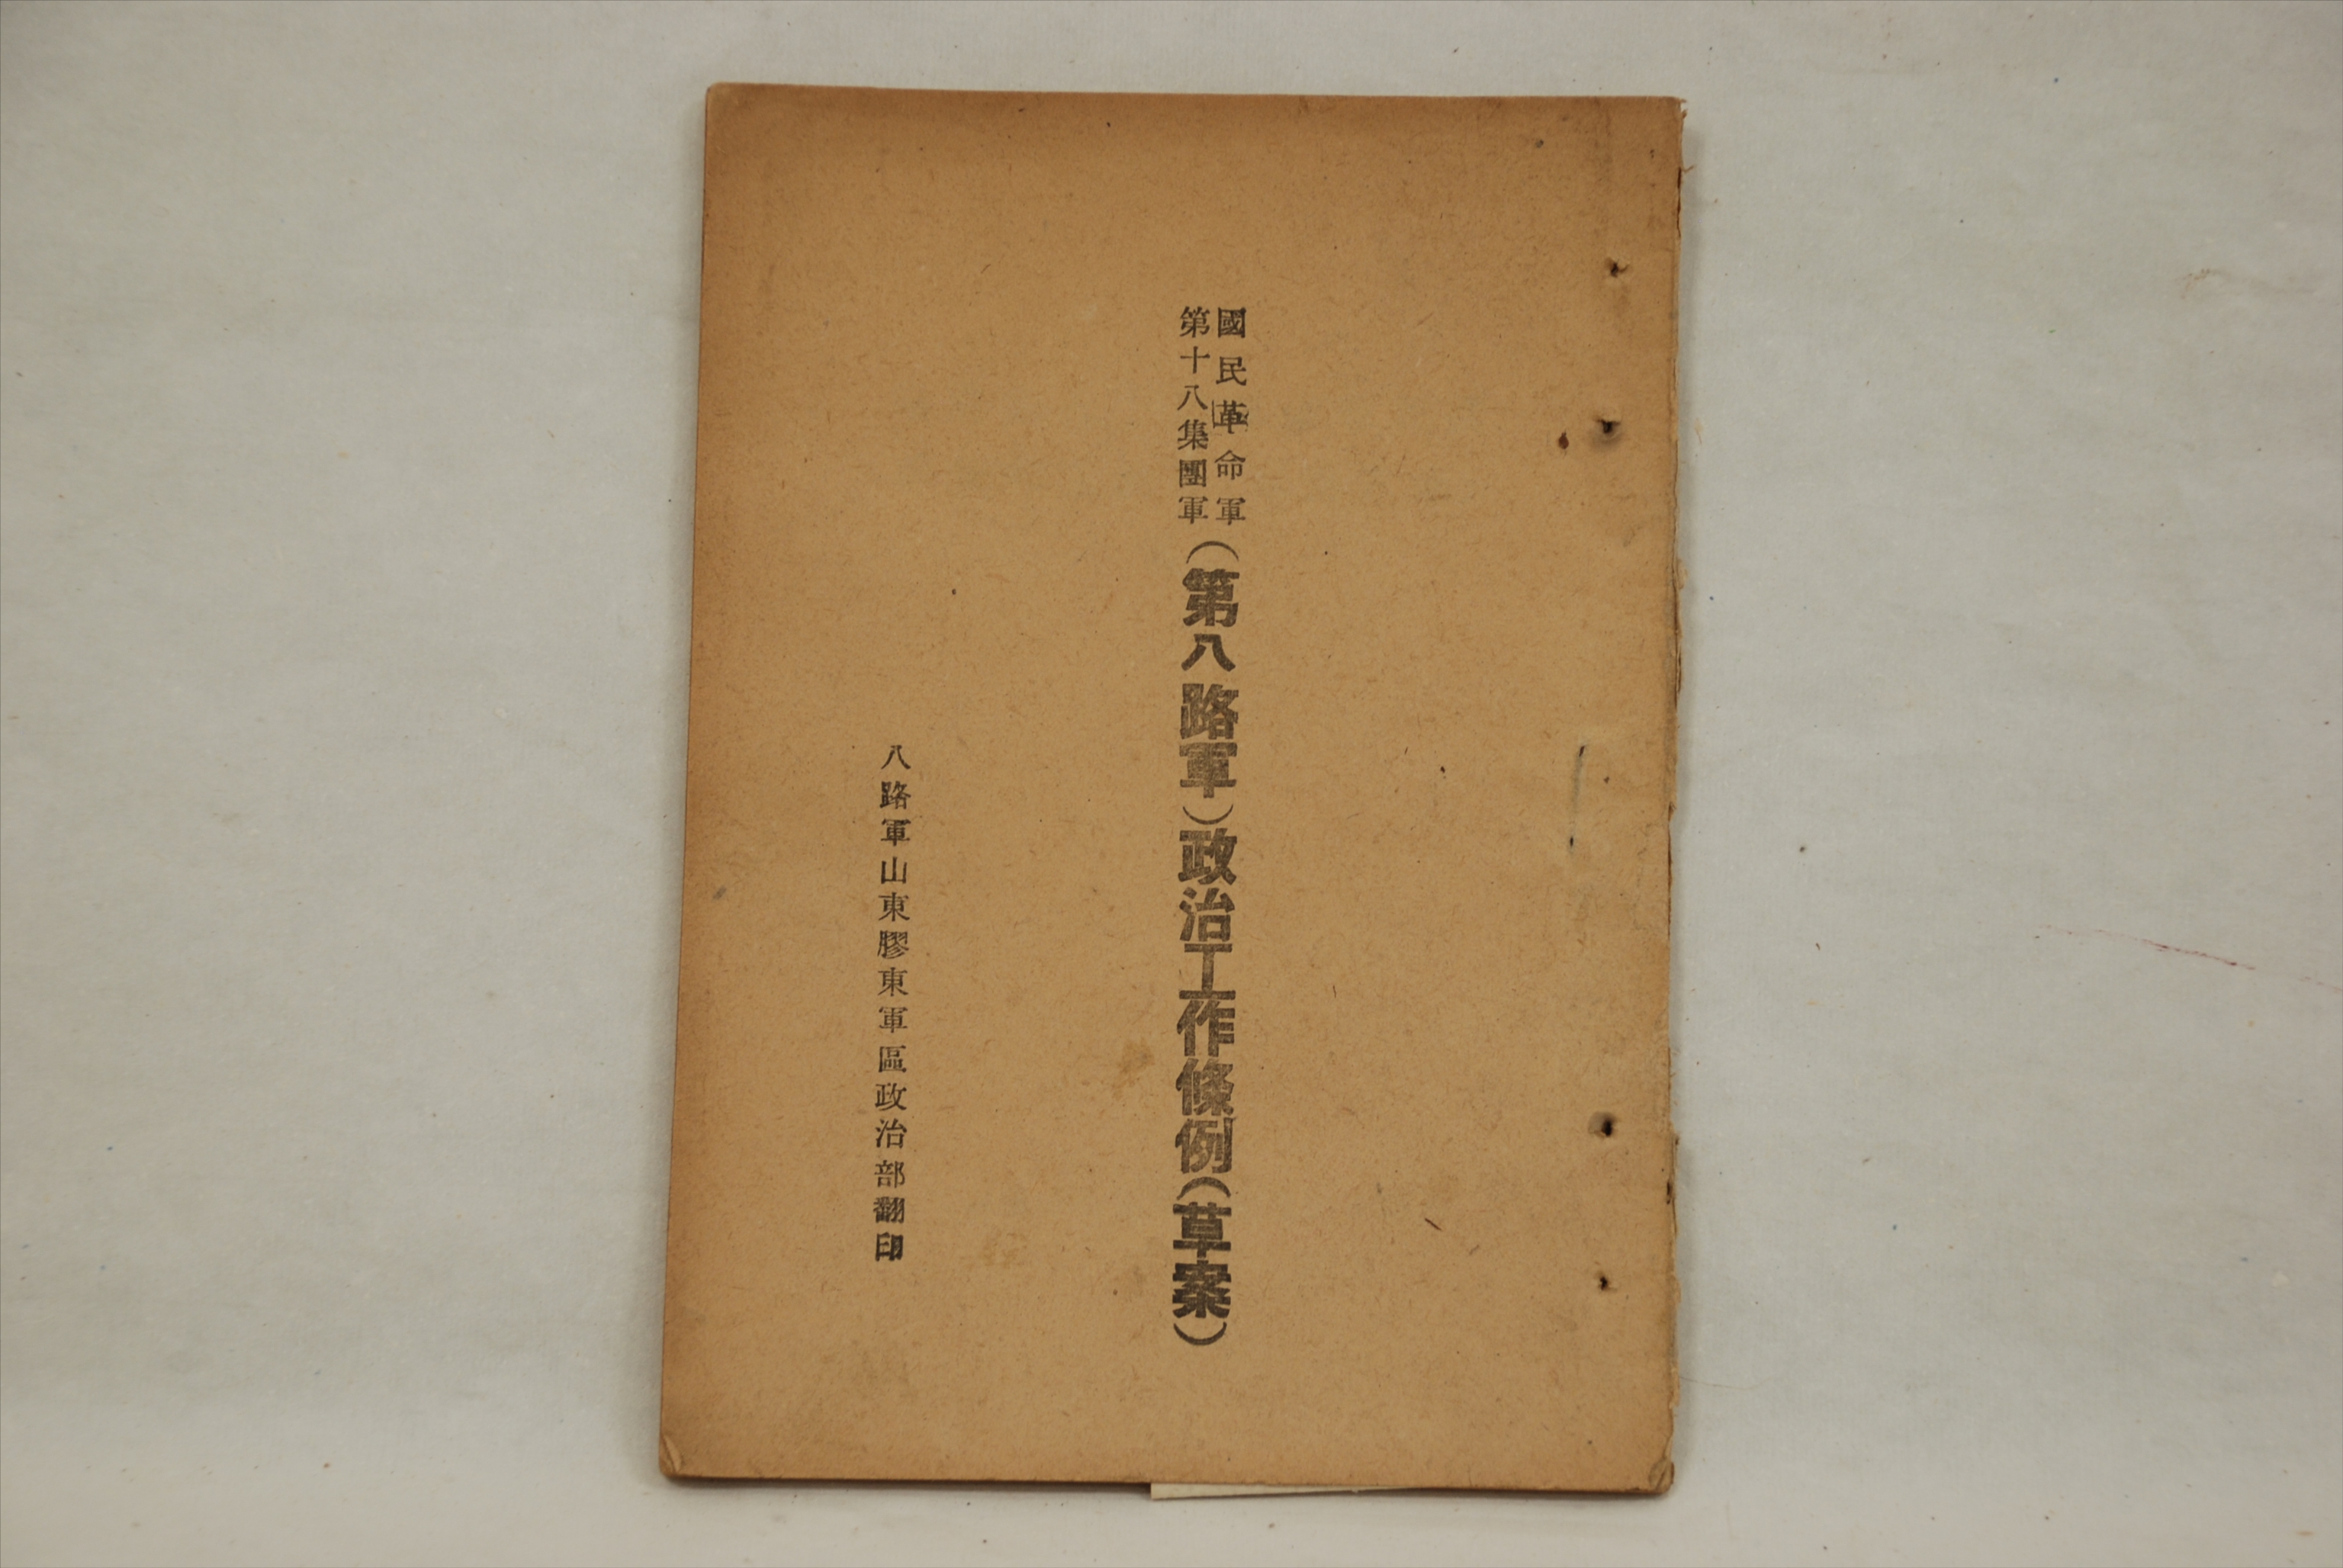 國民革命軍
第十八集團軍
（第八路軍）政治工作條例（草案）
八路軍山東膠東軍區政治部翻印